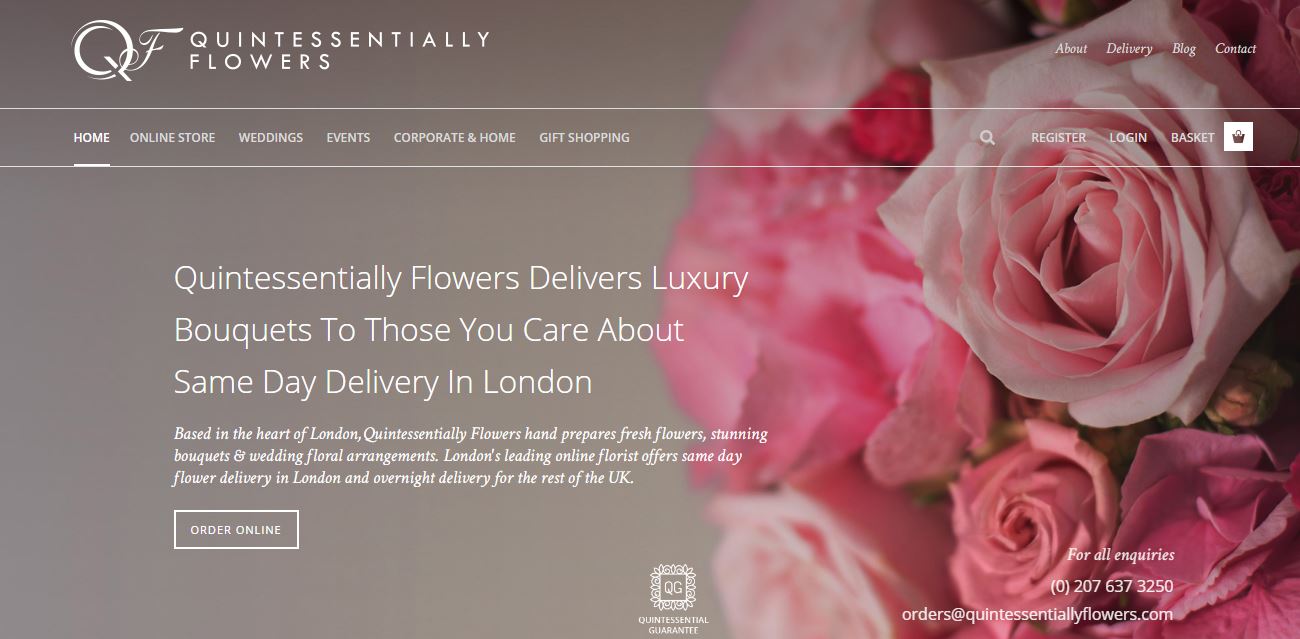 QF QUINTESSENTIALLY
FLOWERS
About Delivery Blog Contact
HOME ONLINE STORE WEDDINGS EVENTS CORPORATE & HOME GIFT SHOPPING REGISTER LOGIN BASKET
Quintessentially Flowers Delivers Luxury
Bouquets To Those You Care About
Same Day Delivery In London
Based in the heart of London,Quintessentially Flowers hand prepares fresh flowers, stunning
bouquets & wedding floral arrangements. London's leading online florist offers same day
flower delivery in London and overnight delivery for the rest of the UK.
ORDER ONLINE
For all enquiries
(0) 207 637 3250
orders@quintessentiallyflowers.com
QG
QUINTESSENTIAL
GUARANTEE